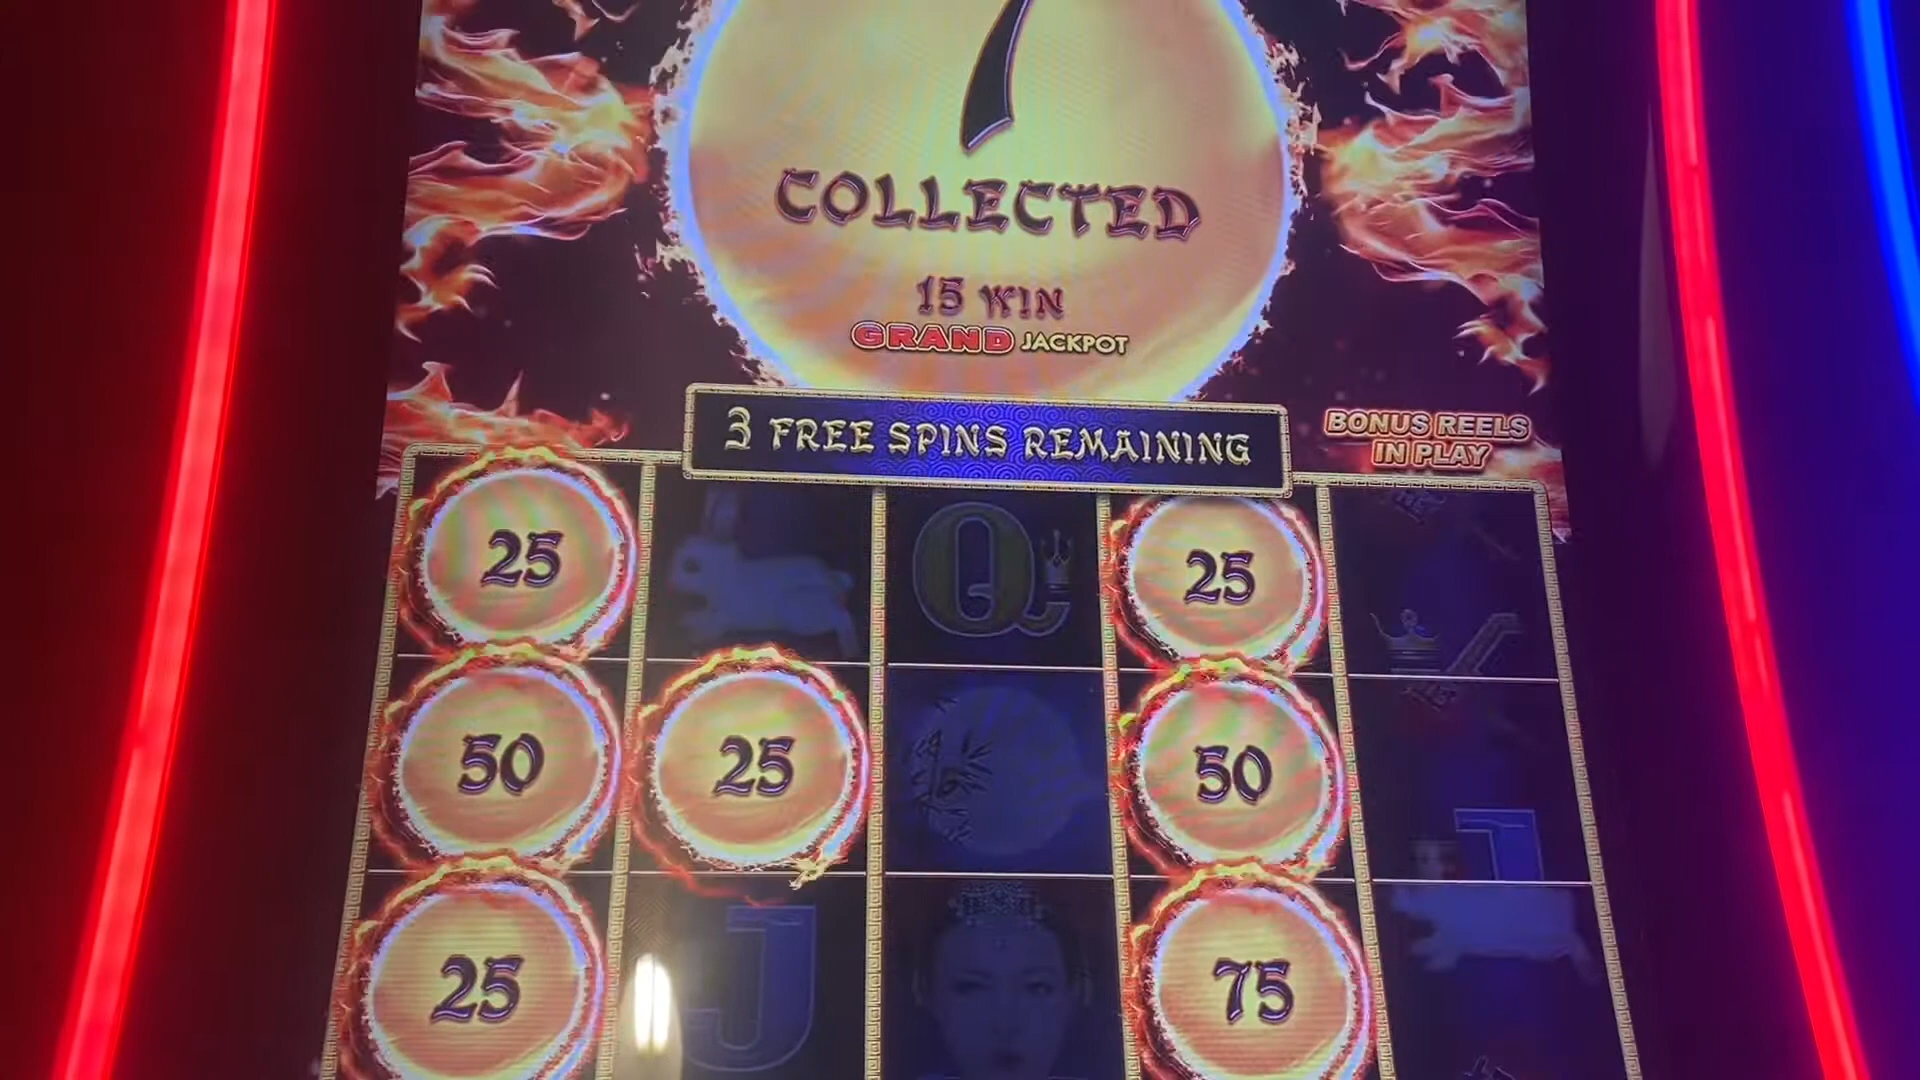 7
COLLECTED
15 WIN
GRAND JACKPOT
3 FREE SPINS REMAINING
BONUS REELS
IN PLAY
25
Q
25
50
25
50
J
25
J
75